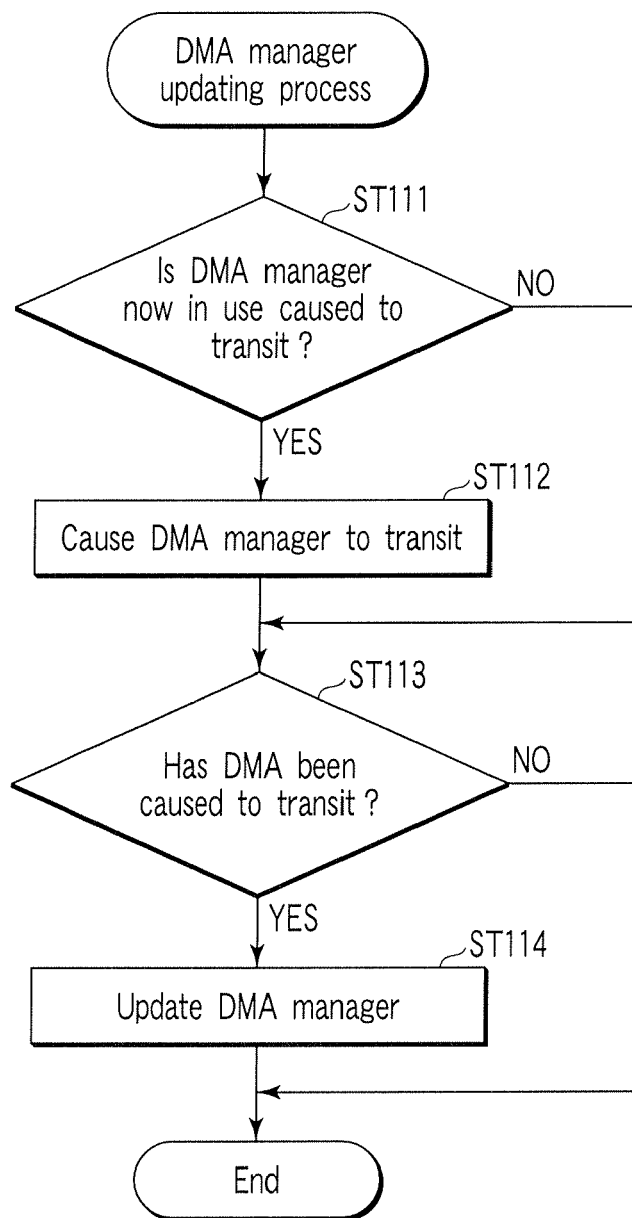 DMA manager
updating process
ST111
Is DMA manager
now in use caused to
transit ?
NO
YES
ST112
Cause DMA manager to transit
ST113
Has DMA been
caused to transit ?
NO
YES
ST114
Update DMA manager
End